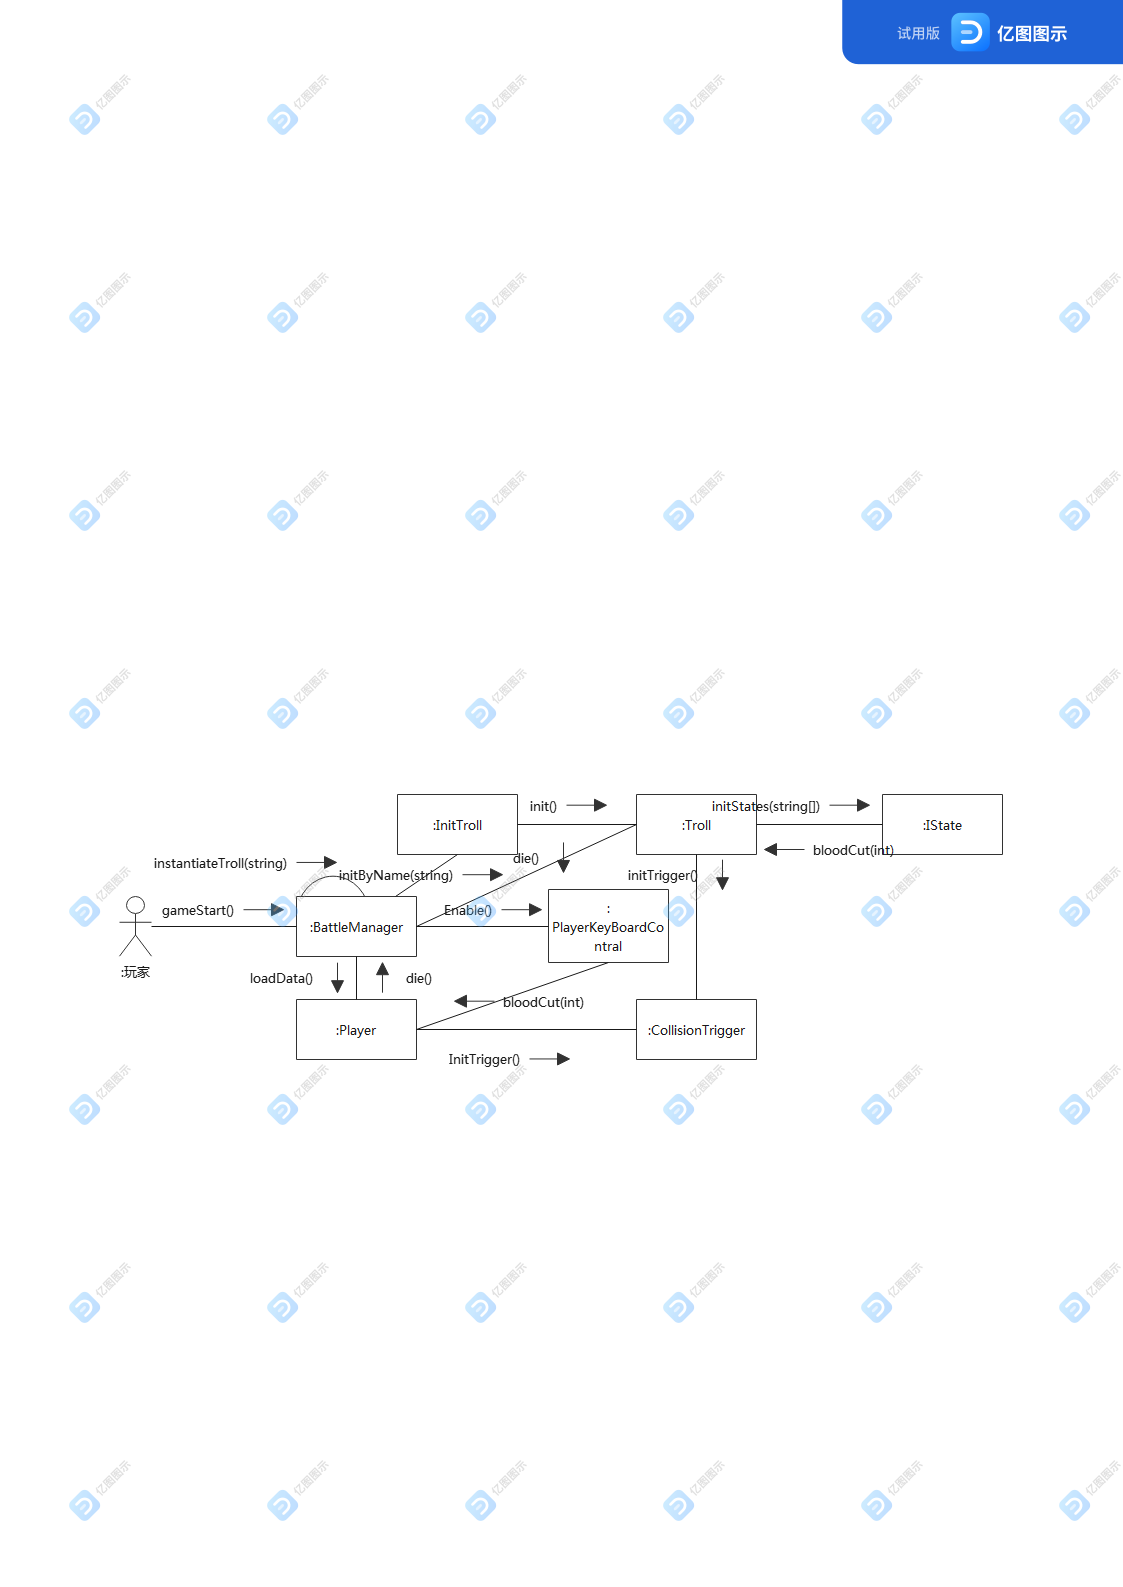 试用版 亿图图示
init()
initStates(string[])
:InitTroll
:Troll
:IState
bloodCut(int)
die()
instantiateTroll(string)
initByName(string)
initTrigger()
gameStart()
Enable()
:
PlayerKeyBoardCo
ntral
:BattleManager
:玩家
loadData()
die()
bloodCut(int)
:Player
:CollisionTrigger
InitTrigger()